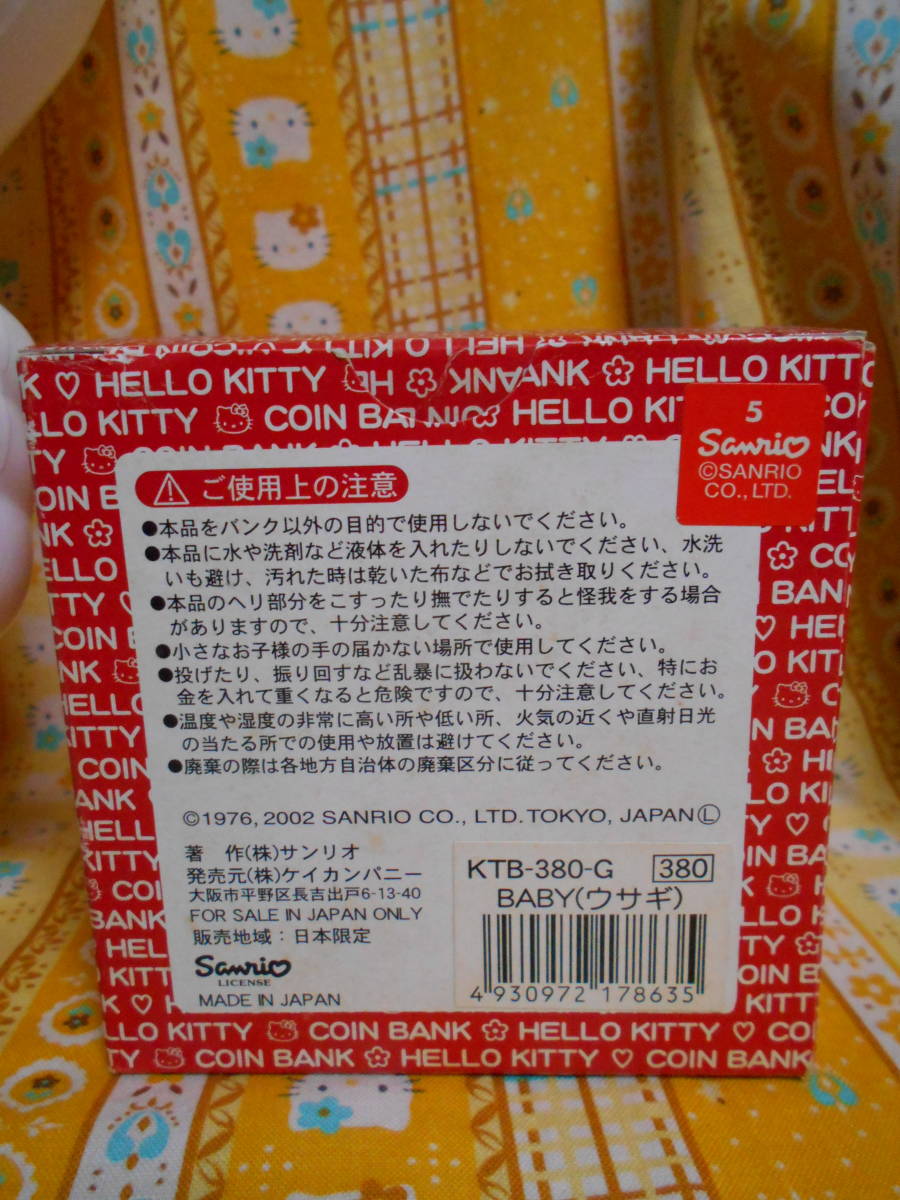 HELLO KITTY COIN BANK HELLO KITTY
LLO KITTY COIN BANK HELLO KIT
5
Sanrio
©SANRIO
CO., LTD.
⚠ ご使用上の注意
●本品をバンク以外の目的で使用しないでください。
●本品に水や洗剤など液体を入れたりしないでください、水洗
いも避け、汚れた時は乾いた布などでお拭き取りください。
●本品のヘリ部分をこすったり撫でたりすると怪我をする場合
がありますので、十分注意してください。
●小さなお子様の手の届かない場所で使用してください。
●投げたり、振り回すなど乱暴に扱わないでください、特にお
金を入れて重くなると危険ですので、十分注意してください。
●温度や湿度の非常に高い所や低い所、火気の近くや直射日光
の当たる所での使用や放置は避けてください。
●廃棄の際は各地方自治体の廃棄区分に従ってください。
©1976, 2002 SANRIO CO., LTD. TOKYO, JAPAN Ⓛ
著 作(株)サンリオ
発売元(株)ケイカンパニー
大阪市平野区長吉出戸6-13-40
FOR SALE IN JAPAN ONLY
販売地域：日本限定
Sanrio
LICENSE
MADE IN JAPAN
KTB-380-G 380
BABY(ウサギ)
4 930972 178635
LLO KITTY COIN BANK HELLO KITTY CO
COIN BANK HELLO KITTY COIN BANK